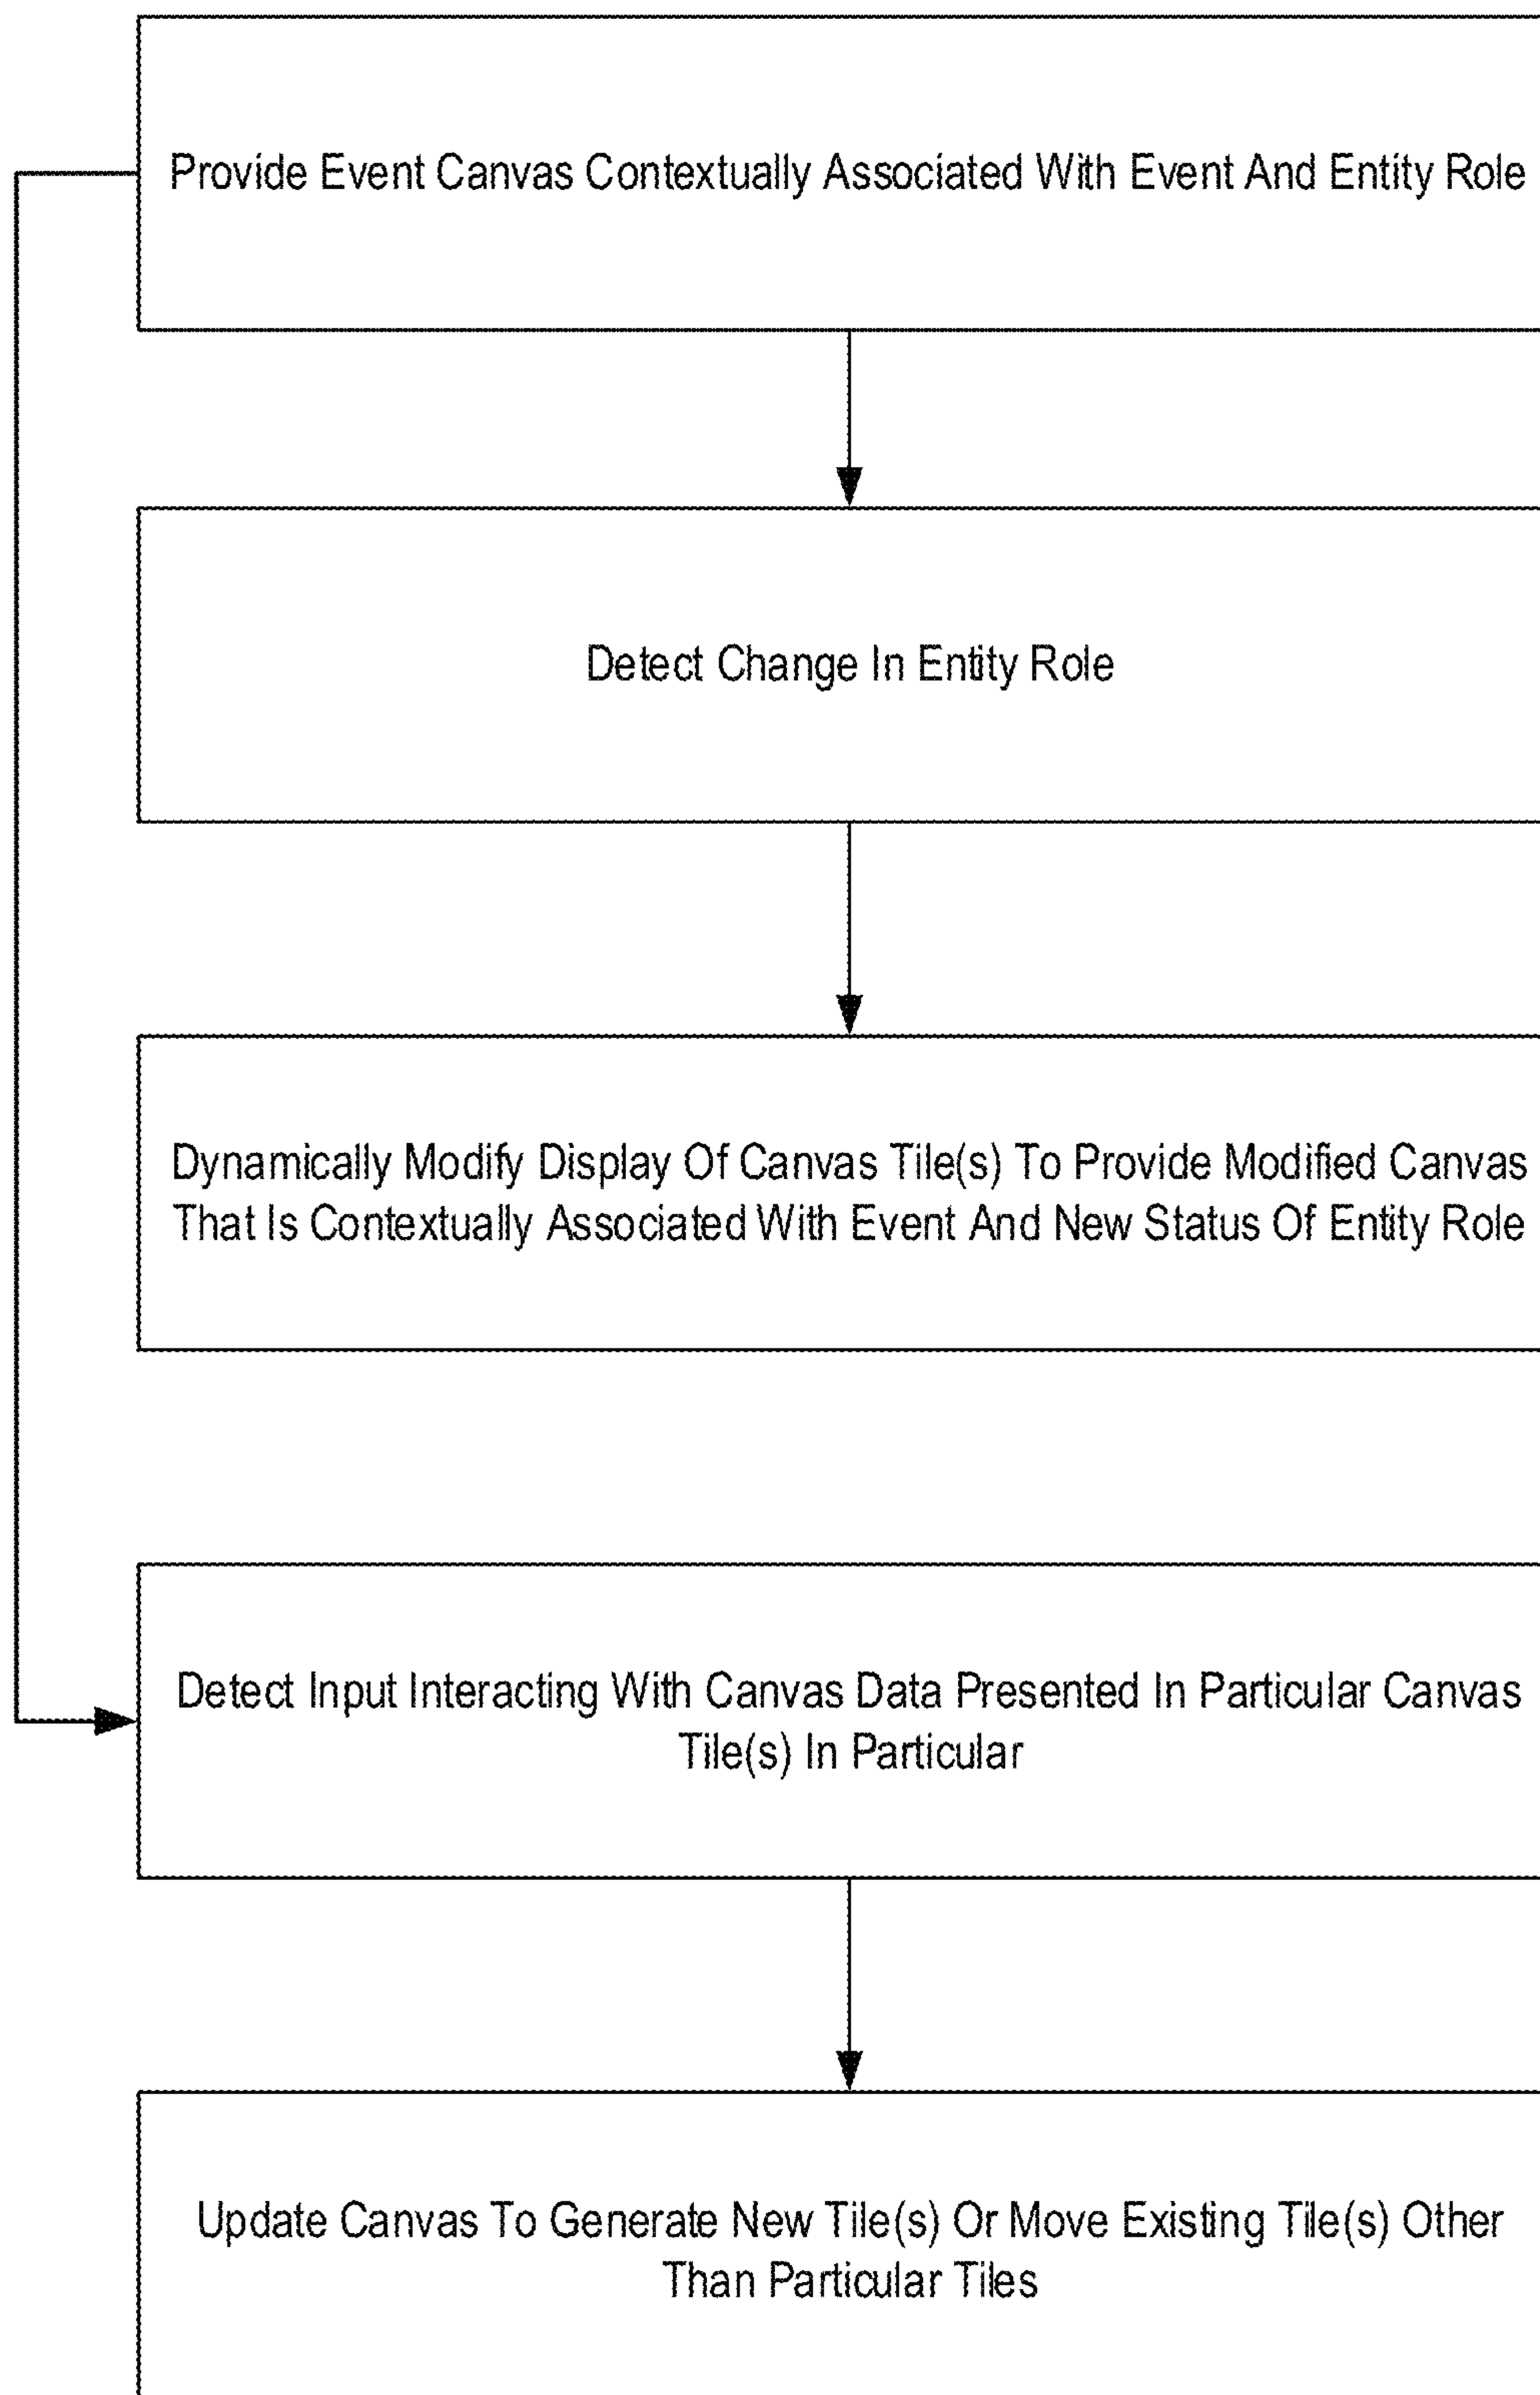 Provide Event Canvas Contextually Associated With Event And Entity Role
Detect Change In Entity Role
Dynamically Modify Display Of Canvas Tile(s) To Provide Modified Canvas
That Is Contextually Associated With Event And New Status Of Entity Role
Detect Input Interacting With Canvas Data Presented In Particular Canvas
Tile(s) In Particular
Update Canvas To Generate New Tile(s) Or Move Existing Tile(s) Other
Than Particular Tiles